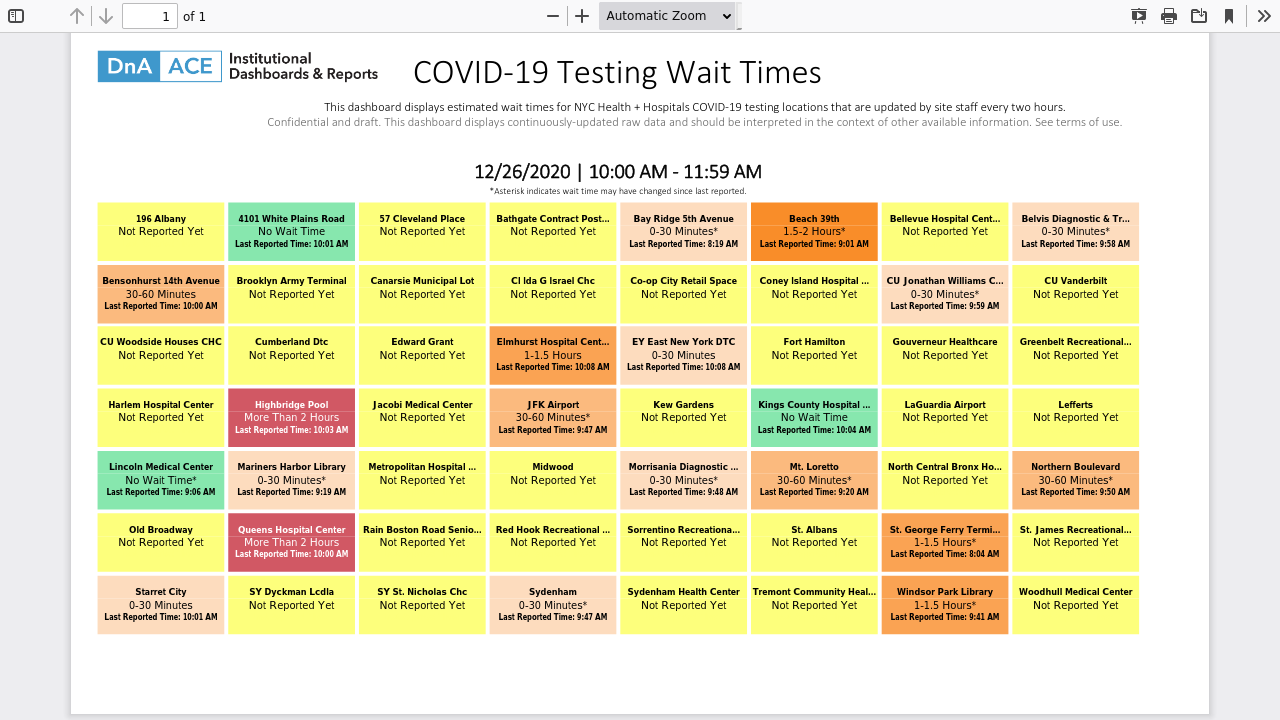 1 of 1 Automatic Zoom
DnA ACE Institutional
Dashboards & Reports
COVID-19 Testing Wait Times
This dashboard displays estimated wait times for NYC Health + Hospitals COVID-19 testing locations that are updated by site staff every two hours.
Confidential and draft. This dashboard displays continuously-updated raw data and should be interpreted in the context of other available information. See terms of use.
12/26/2020 | 10:00 AM - 11:59 AM
*Asterisk indicates wait time may have changed since last reported.
196 Albany
Not Reported Yet
4101 White Plains Road
No Wait Time
Last Reported Time: 10:01 AM
57 Cleveland Place
Not Reported Yet
Bathgate Contract Post...
Not Reported Yet
Bay Ridge 5th Avenue
0-30 Minutes*
Last Reported Time: 8:19 AM
Beach 39th
1.5-2 Hours*
Last Reported Time: 9:01 AM
Bellevue Hospital Cent...
Not Reported Yet
Belvis Diagnostic & Tr...
0-30 Minutes*
Last Reported Time: 9:58 AM
Bensonhurst 14th Avenue
30-60 Minutes
Last Reported Time: 10:00 AM
Brooklyn Army Terminal
Not Reported Yet
Canarsie Municipal Lot
Not Reported Yet
Cl Ida G Israel Chc
Not Reported Yet
Co-op City Retail Space
Not Reported Yet
Coney Island Hospital ...
Not Reported Yet
CU Jonathan Williams C...
0-30 Minutes*
Last Reported Time: 9:59 AM
CU Vanderbilt
Not Reported Yet
CU Woodside Houses CHC
Not Reported Yet
Cumberland Dtc
Not Reported Yet
Edward Grant
Not Reported Yet
Elmhurst Hospital Cent...
1-1.5 Hours
Last Reported Time: 10:08 AM
EY East New York DTC
0-30 Minutes
Last Reported Time: 10:08 AM
Fort Hamilton
Not Reported Yet
Gouverneur Healthcare
Not Reported Yet
Greenbelt Recreational...
Not Reported Yet
Harlem Hospital Center
Not Reported Yet
Highbridge Pool
More Than 2 Hours
Last Reported Time: 10:03 AM
Jacobi Medical Center
Not Reported Yet
JFK Airport
30-60 Minutes*
Last Reported Time: 9:47 AM
Kew Gardens
Not Reported Yet
Kings County Hospital ...
No Wait Time
Last Reported Time: 10:04 AM
LaGuardia Airport
Not Reported Yet
Lefferts
Not Reported Yet
Lincoln Medical Center
No Wait Time*
Last Reported Time: 9:06 AM
Mariners Harbor Library
0-30 Minutes*
Last Reported Time: 9:19 AM
Metropolitan Hospital ...
Not Reported Yet
Midwood
Not Reported Yet
Morrisania Diagnostic ...
0-30 Minutes*
Last Reported Time: 9:48 AM
Mt. Loretto
30-60 Minutes*
Last Reported Time: 9:20 AM
North Central Bronx Ho...
Not Reported Yet
Northern Boulevard
30-60 Minutes*
Last Reported Time: 9:50 AM
Old Broadway
Not Reported Yet
Queens Hospital Center
More Than 2 Hours
Last Reported Time: 10:00 AM
Rain Boston Road Senio...
Not Reported Yet
Red Hook Recreational ...
Not Reported Yet
Sorrentino Recreationa...
Not Reported Yet
St. Albans
Not Reported Yet
St. George Ferry Termi...
1-1.5 Hours*
Last Reported Time: 8:04 AM
St. James Recreational...
Not Reported Yet
Starret City
0-30 Minutes
Last Reported Time: 10:01 AM
SY Dyckman Lcdla
Not Reported Yet
SY St. Nicholas Chc
Not Reported Yet
Sydenham
0-30 Minutes*
Last Reported Time: 9:47 AM
Sydenham Health Center
Not Reported Yet
Tremont Community Heal...
Not Reported Yet
Windsor Park Library
1-1.5 Hours*
Last Reported Time: 9:41 AM
Woodhull Medical Center
Not Reported Yet